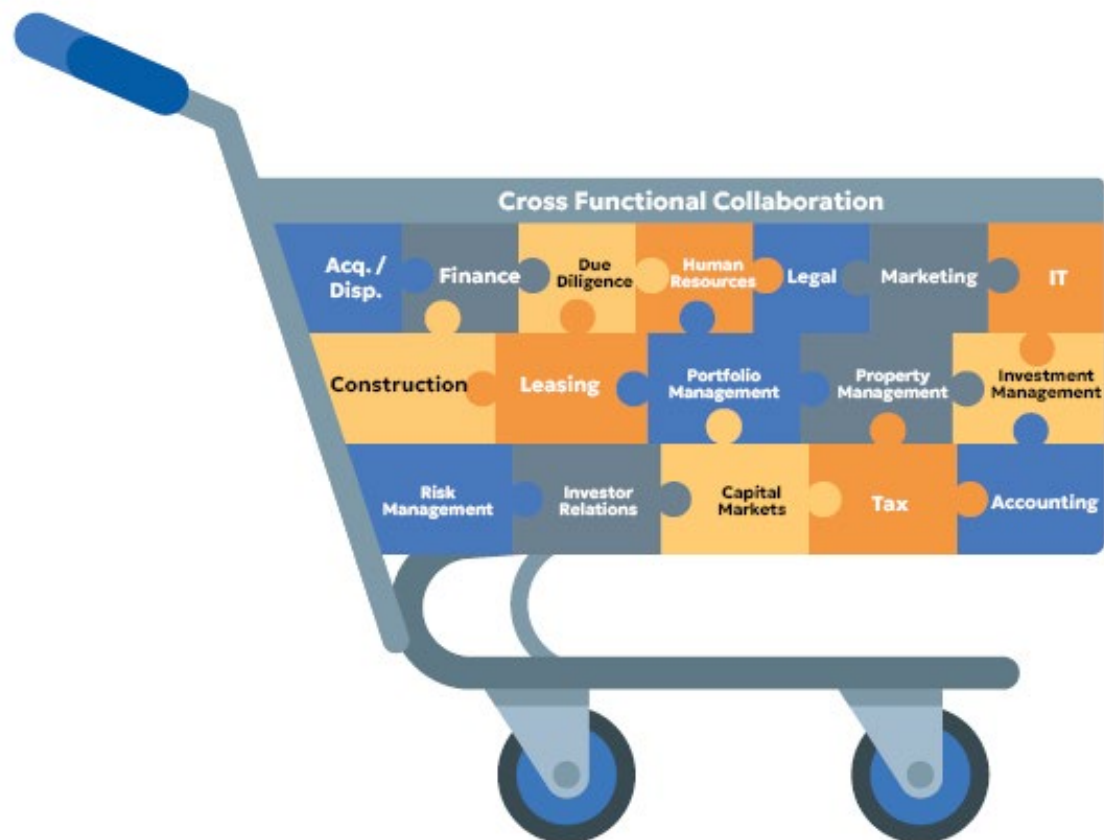 Cross Functional Collaboration
Acq. /
Disp.
Finance
Due
Diligence
Human
Resources
Legal
Marketing
IT
Construction
Leasing
Portfolio
Management
Property
Management
Investment
Management
Risk
Management
Investor
Relations
Capital
Markets
Tax
Accounting